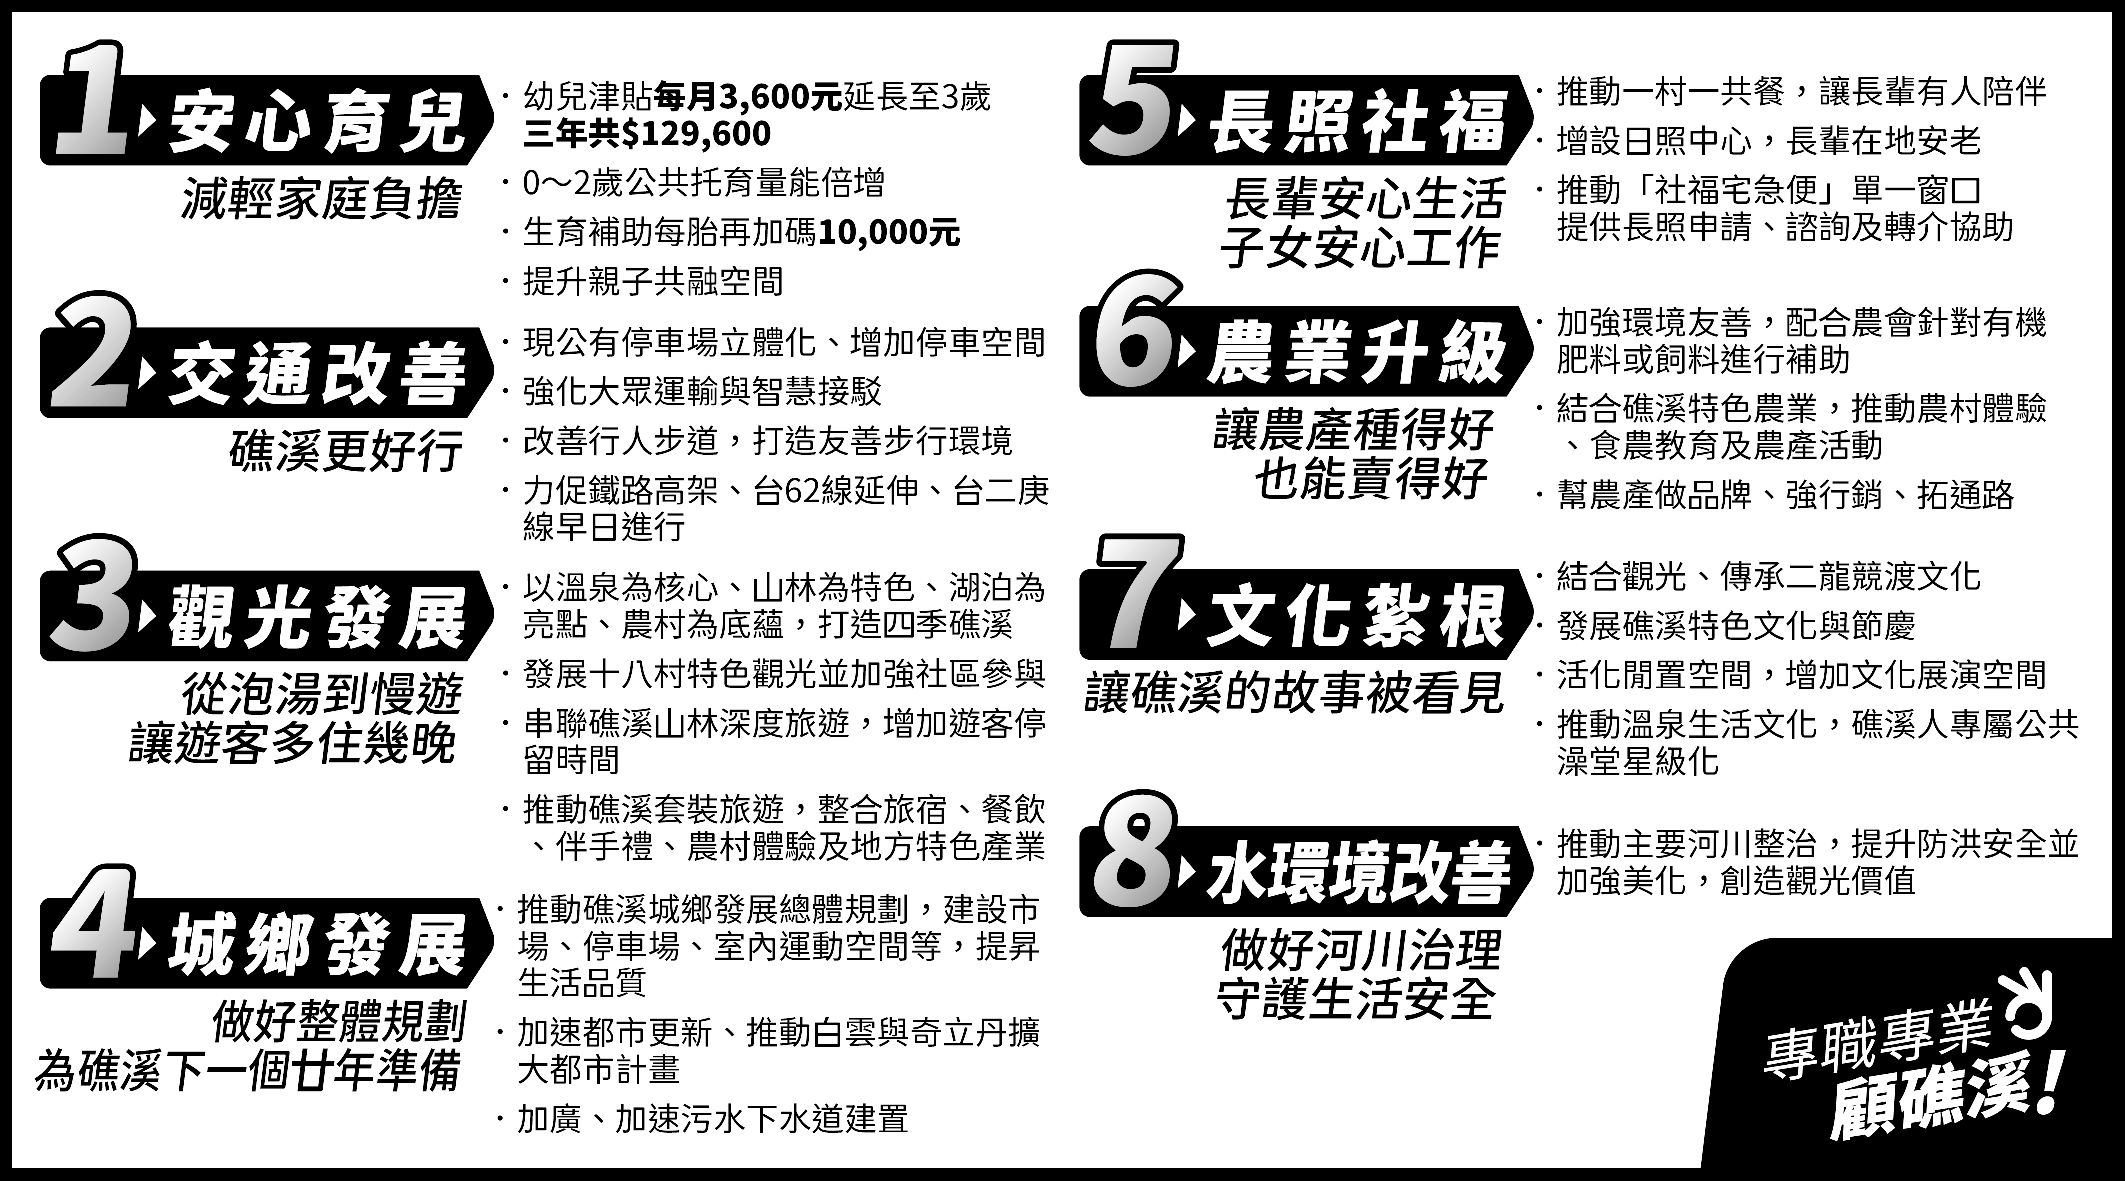 1 安心育兒
減輕家庭負擔
· 幼兒津貼每月3,600元延長至3歲
三年共$129,600
· 0～2歲公共托育量能倍增
· 生育補助每胎再加碼10,000元
· 提升親子共融空間
2 交通改善
礁溪更好行
· 現公有停車場立體化、增加停車空間
· 強化大眾運輸與智慧接駁
· 改善行人步道，打造友善步行環境
· 力促鐵路高架、台62線延伸、台二庚
線早日進行
3 觀光發展
從泡湯到慢遊
讓遊客多住幾晚
· 以溫泉為核心、山林為特色、湖泊為
亮點、農村為底蘊，打造四季礁溪
· 發展十八村特色觀光並加強社區參與
· 串聯礁溪山林深度旅遊，增加遊客停
留時間
· 推動礁溪套裝旅遊，整合旅宿、餐飲
、伴手禮、農村體驗及地方特色產業
4 城鄉發展
做好整體規劃
為礁溪下一個廿年準備
· 推動礁溪城鄉發展總體規劃，建設市
場、停車場、室內運動空間等，提昇
生活品質
· 加速都市更新、推動白雲與奇立丹擴
大都市計畫
· 加廣、加速污水下水道建置
5 長照社福
長輩安心生活
子女安心工作
· 推動一村一共餐，讓長輩有人陪伴
· 增設日照中心，長輩在地安老
· 推動「社福宅急便」單一窗口
提供長照申請、諮詢及轉介協助
6 農業升級
讓農產種得好
也能賣得好
· 加強環境友善，配合農會針對有機
肥料或飼料進行補助
· 結合礁溪特色農業，推動農村體驗
、食農教育及農產活動
· 幫農產做品牌、強行銷、拓通路
7 文化紮根
讓礁溪的故事被看見
· 結合觀光、傳承二龍競渡文化
· 發展礁溪特色文化與節慶
· 活化閒置空間，增加文化展演空間
· 推動溫泉生活文化，礁溪人專屬公共
澡堂星級化
8 水環境改善
做好河川治理
守護生活安全
· 推動主要河川整治，提升防洪安全並
加強美化，創造觀光價值
專職專業
顧礁溪！